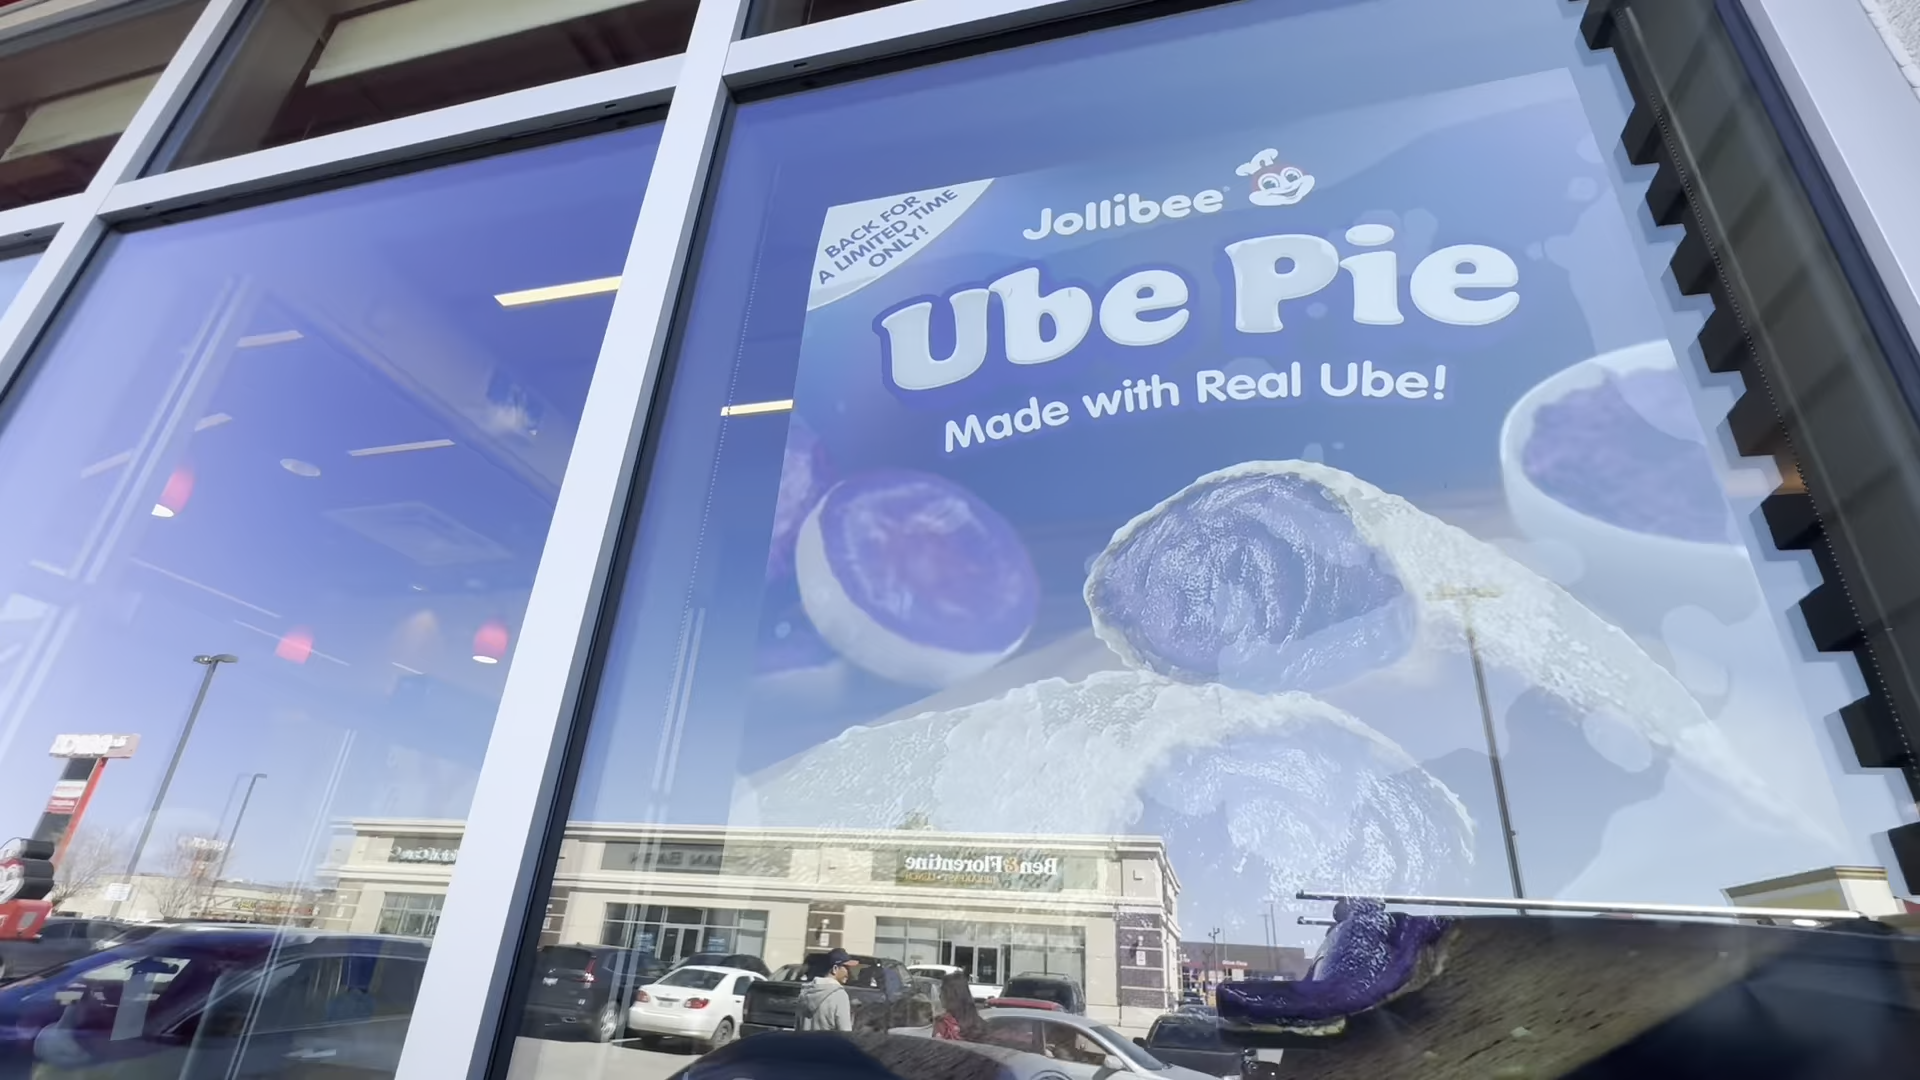 BACK FOR
A LIMITED TIME
ONLY!
Jollibee
Ube Pie
Made with Real Ube!
Ben & Florentine